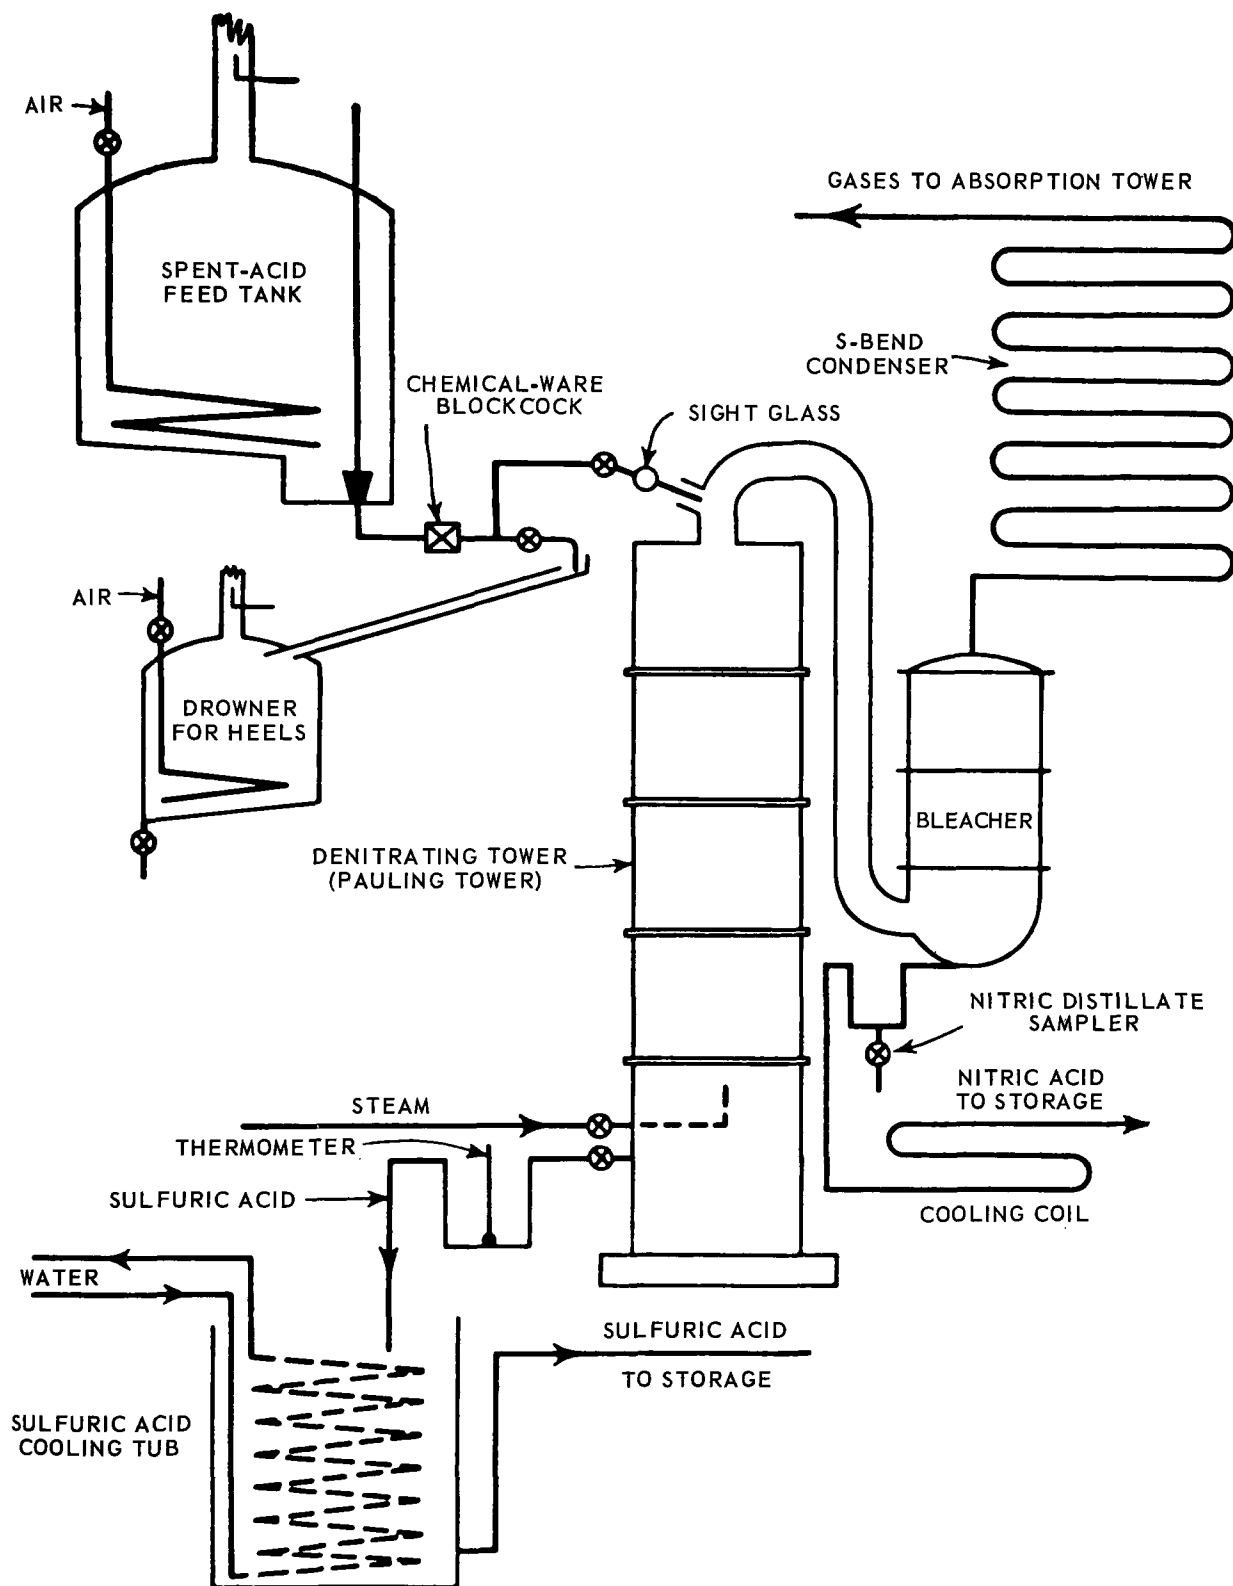 AIR
SPENT-ACID
FEED TANK
GASES TO ABSORPTION TOWER
S-BEND
CONDENSER
CHEMICAL-WARE
BLOCKCOCK
SIGHT GLASS
AIR
DROWNER
FOR HEELS
BLEACHER
DENITRATING TOWER
(PAULING TOWER)
NITRIC DISTILLATE
SAMPLER
NITRIC ACID
TO STORAGE
STEAM
THERMOMETER
SULFURIC ACID
COOLING COIL
WATER
SULFURIC ACID
TO STORAGE
SULFURIC ACID
COOLING TUB